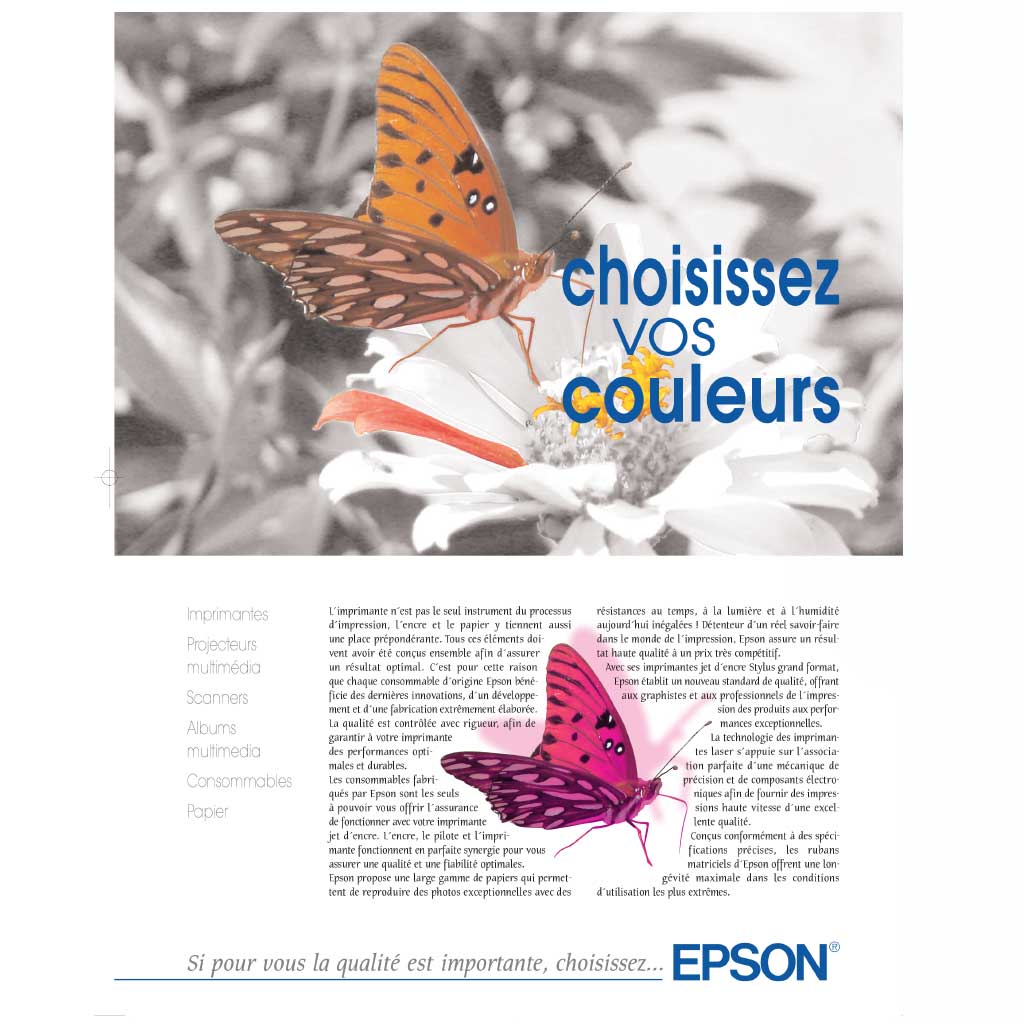 choisissez
vos
couleurs
Imprimantes
Projecteurs
multimédia
Scanners
Albums
multimedia
Consommables
Papier
L'imprimante n'est pas le seul instrument du processus
d'impression, l'encre et le papier y tiennent aussi
une place prépondérante. Tous ces éléments doi-
vent avoir été conçus ensemble afin d'assurer
un résultat optimal. C'est pour cette raison
que chaque consommable d'origine Epson béné-
ficie des dernières innovations, d'un développe-
ment et d'une fabrication extrêmement élaborée.
La qualité est contrôlée avec rigueur, afin de
garantir à votre imprimante
des performances opti-
males et durables.
Les consommables fabri-
qués par Epson sont les seuls
à pouvoir vous offrir l'assurance
de fonctionner avec votre imprimante
jet d'encre. L'encre, le pilote et l'impri-
mante fonctionnent en parfaite synergie pour vous
assurer une qualité et une fiabilité optimales.
Epson propose une large gamme de papiers qui permet-
tent de reproduire des photos exceptionnelles avec des
résistances au temps, à la lumière et à l'humidité
aujourd'hui inégalées ! Détenteur d'un réel savoir-faire
dans le monde de l'impression, Epson assure un résul-
tat haute qualité à un prix très compétitif.
Avec ses imprimantes jet d'encre Stylus grand format,
Epson établit un nouveau standard de qualité, offrant
aux graphistes et aux professionnels de l'impres-
sion des produits aux perfor-
mances exceptionnelles.
La technologie des impriman-
tes laser s'appuie sur l'associa-
tion parfaite d'une mécanique de
précision et de composants électro-
niques afin de fournir des impres-
sions haute vitesse d'une excel-
lente qualité.
Conçus conformément à des spéci-
fications précises, les rubans
matriciels d'Epson offrent une lon-
gévité maximale dans les conditions
d'utilisation les plus extrêmes.
Si pour vous la qualité est importante, choisissez... EPSON®